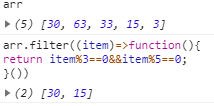 arr
▶ (5) [30, 63, 33, 15, 3]
arr.filter((item)=>function(){
return item%3==0&&item%5==0;
}())
▶ (2) [30, 15]